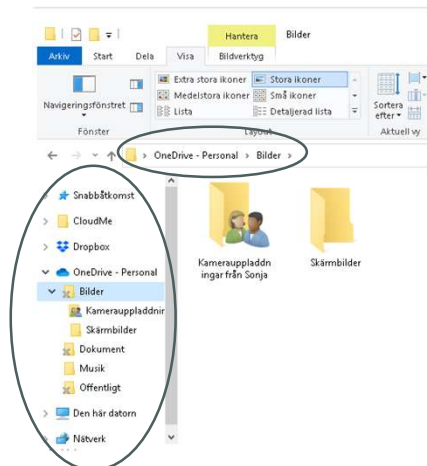 Hantera Bilder
Arkiv Start Dela Visa Bildverktyg
Navigeringsfönstret
Extra stora ikoner Stora ikoner
Medelstora ikoner Små ikoner
Lista Detaljerad lista
Sortera
efter
Fönster Layout Aktuell vy
OneDrive - Personal Bilder
Snabbåtkomst
CloudMe
Dropbox
OneDrive - Personal
Bilder
Kamerauppladdnir
Skärmbilder
Dokument
Musik
Offentligt
Den här datorn
Nätverk
Kamerauppladdn
ingar från Sonja
Skärmbilder